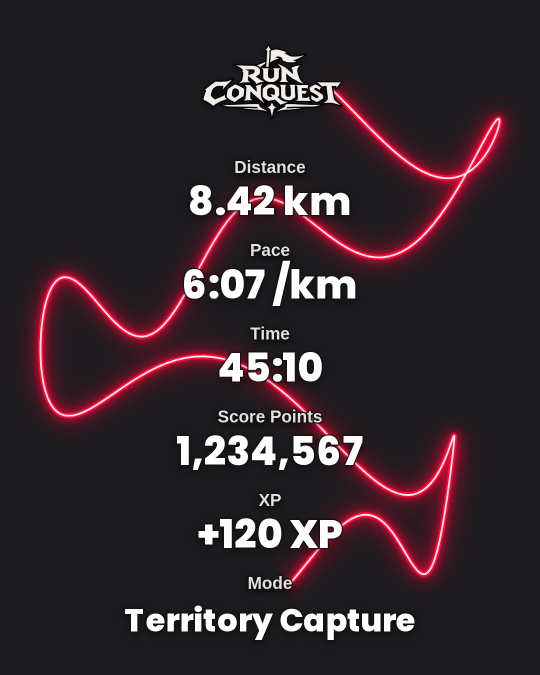 RUN
CONQUEST
Distance
8.42 km
Pace
6:07 /km
Time
45:10
Score Points
1,234,567
XP
+120 XP
Mode
Territory Capture